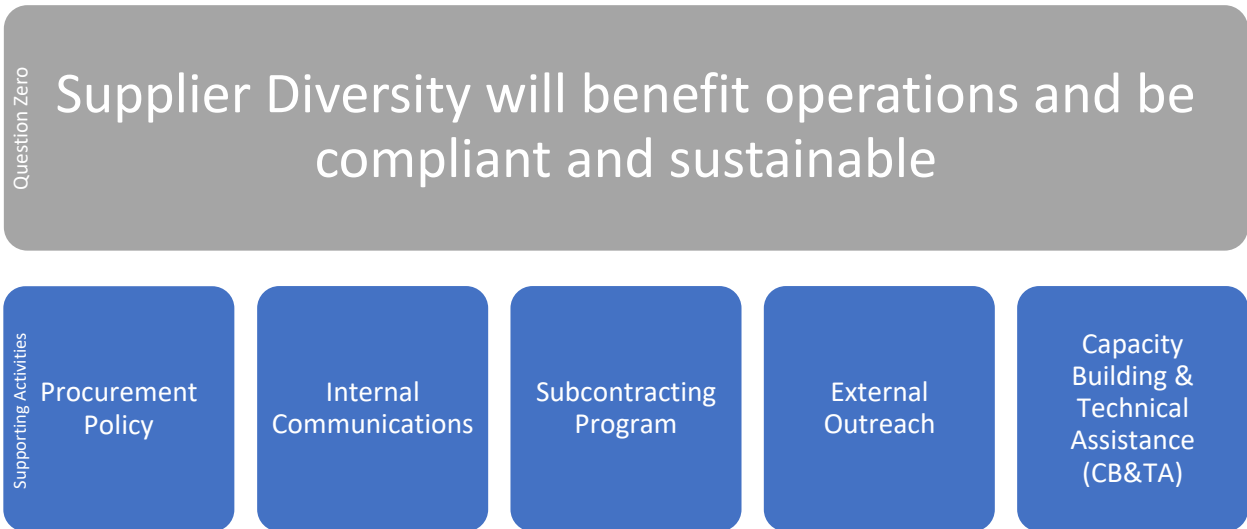 Question Zero
Supplier Diversity will benefit operations and be
compliant and sustainable
Supporting Activities
Procurement
Policy
Internal
Communications
Subcontracting
Program
External
Outreach
Capacity
Building &
Technical
Assistance
(CB&TA)